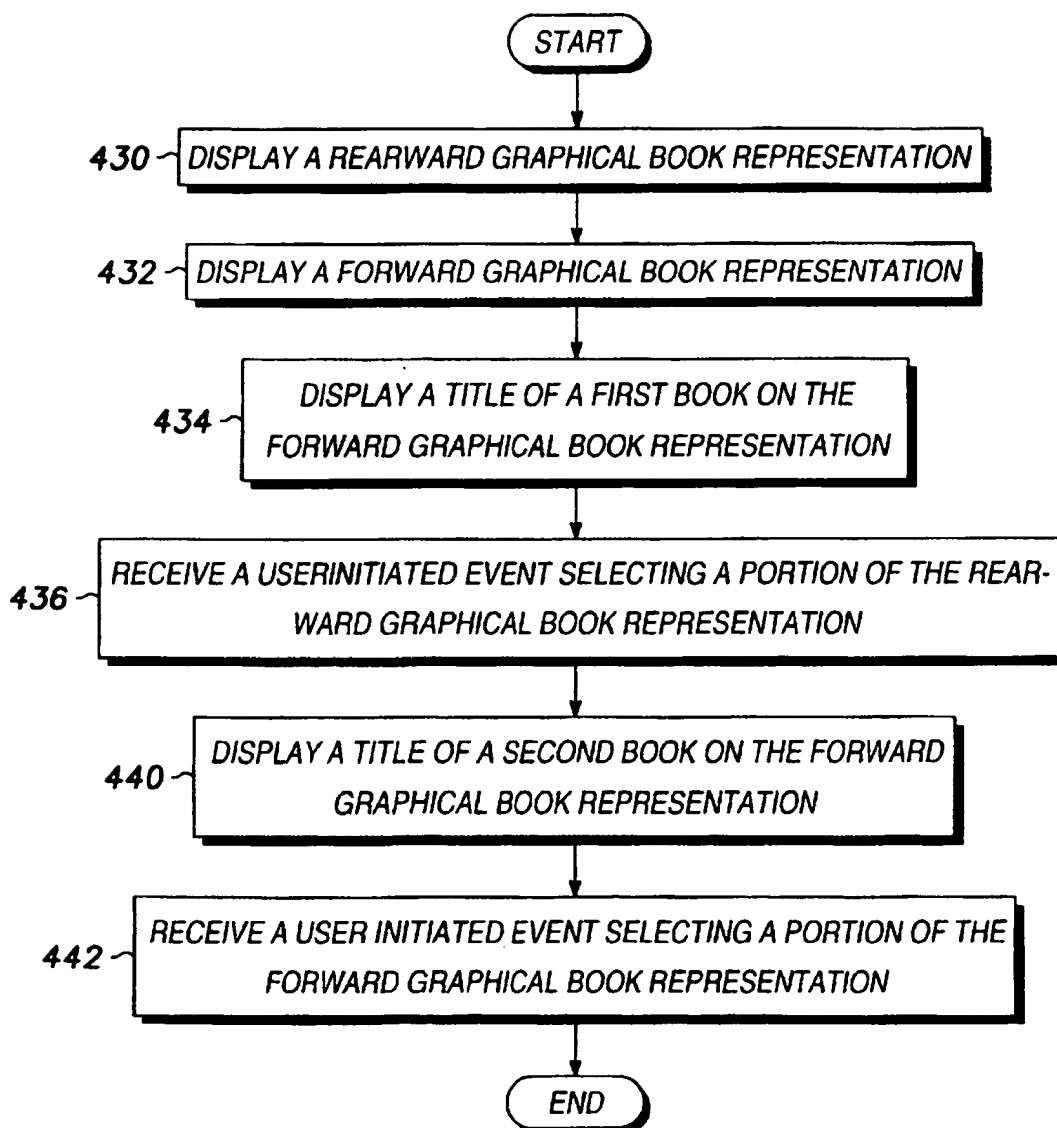 START
430 DISPLAY A REARWARD GRAPHICAL BOOK REPRESENTATION
432 DISPLAY A FORWARD GRAPHICAL BOOK REPRESENTATION
434
DISPLAY A TITLE OF A FIRST BOOK ON THE
FORWARD GRAPHICAL BOOK REPRESENTATION
436
RECEIVE A USERINITIATED EVENT SELECTING A PORTION OF THE REAR-
WARD GRAPHICAL BOOK REPRESENTATION
440
DISPLAY A TITLE OF A SECOND BOOK ON THE FORWARD
GRAPHICAL BOOK REPRESENTATION
442
RECEIVE A USER INITIATED EVENT SELECTING A PORTION OF THE
FORWARD GRAPHICAL BOOK REPRESENTATION
END